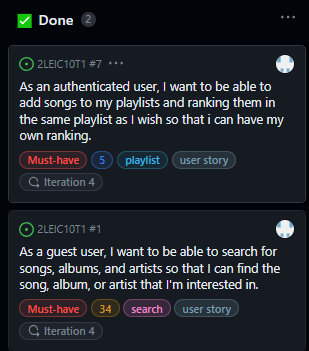 ✅ Done 2
2LEIC10T1 #7
As an authenticated user, I want to be able to
add songs to my playlists and ranking them in
the same playlist as I wish so that i can have my
own ranking.
Must-have 5 playlist user story
Iteration 4
2LEIC10T1 #1
As a guest user, I want to be able to search for
songs, albums, and artists so that I can find the
song, album, or artist that I'm interested in.
Must-have 34 search user story
Iteration 4